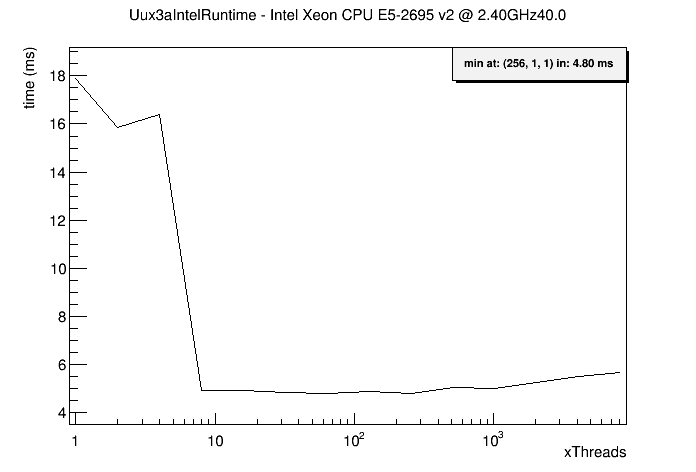 Uux3aIntelRuntime - Intel Xeon CPU E5-2695 v2 @ 2.40GHz40.0
time (ms)
min at: (256, 1, 1) in: 4.80 ms
18
16
14
12
10
8
6
4
1 10 10² 10³
xThreads